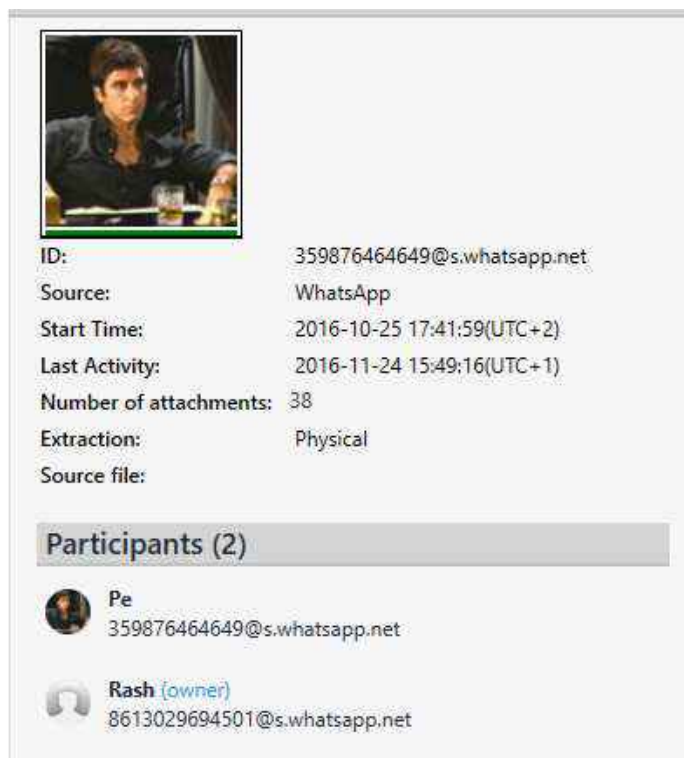 ID: 359876464649@s.whatsapp.net
Source: WhatsApp
Start Time: 2016-10-25 17:41:59(UTC+2)
Last Activity: 2016-11-24 15:49:16(UTC+1)
Number of attachments: 38
Extraction: Physical
Source file:
Participants (2)
Pe
359876464649@s.whatsapp.net
Rash (owner)
8613029694501@s.whatsapp.net